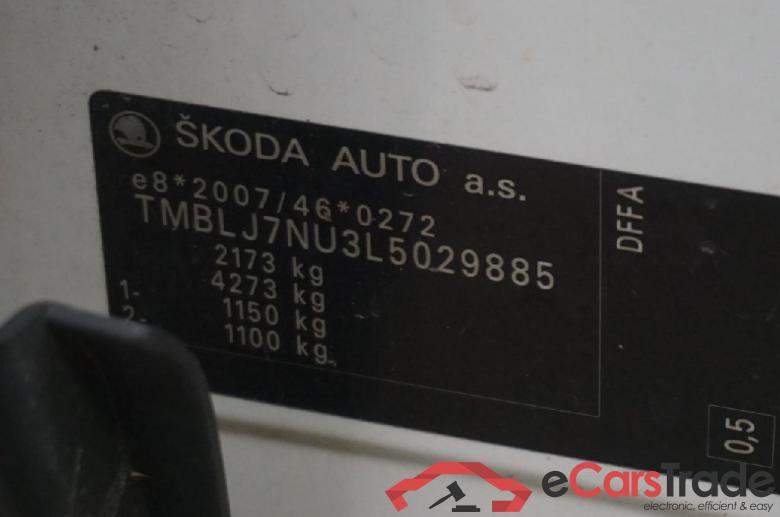 ŠKODA AUTO a.s.
e8*2007/46*0272
TMBLJ7NU3L5029885
2173 kg
4273 kg
1- 1150 kg
2- 1100 kg
DFFA
0,5
eCarsTrade
electronic, efficient & easy